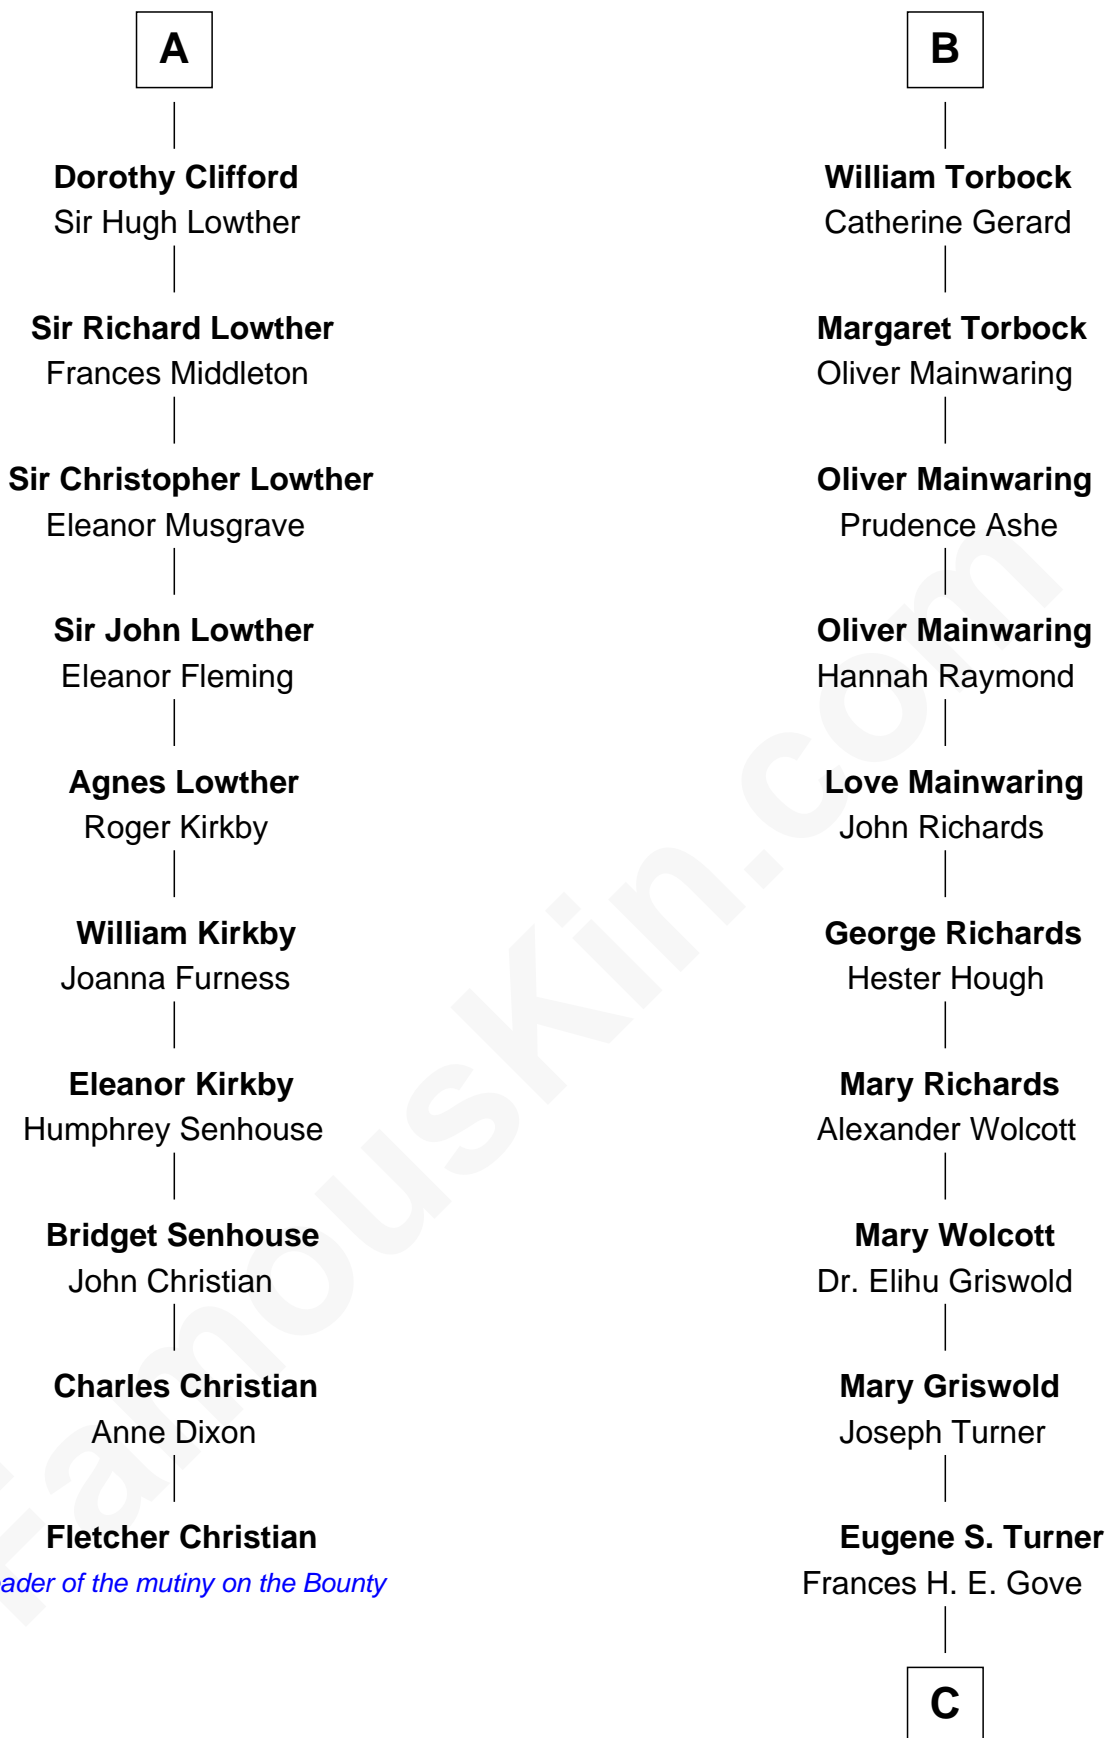 A
Dorothy Clifford
Sir Hugh Lowther
Sir Richard Lowther
Frances Middleton
Sir Christopher Lowther
Eleanor Musgrave
Sir John Lowther
Eleanor Fleming
Agnes Lowther
Roger Kirkby
William Kirkby
Joanna Furness
Eleanor Kirkby
Humphrey Senhouse
Bridget Senhouse
John Christian
Charles Christian
Anne Dixon
Fletcher Christian
ader of the mutiny on the Bounty
B
William Torbock
Catherine Gerard
Margaret Torbock
Oliver Mainwaring
Oliver Mainwaring
Prudence Ashe
Oliver Mainwaring
Hannah Raymond
Love Mainwaring
John Richards
George Richards
Hester Hough
Mary Richards
Alexander Wolcott
Mary Wolcott
Dr. Elihu Griswold
Mary Griswold
Joseph Turner
Eugene S. Turner
Frances H. E. Gove
C
FamousKin.com